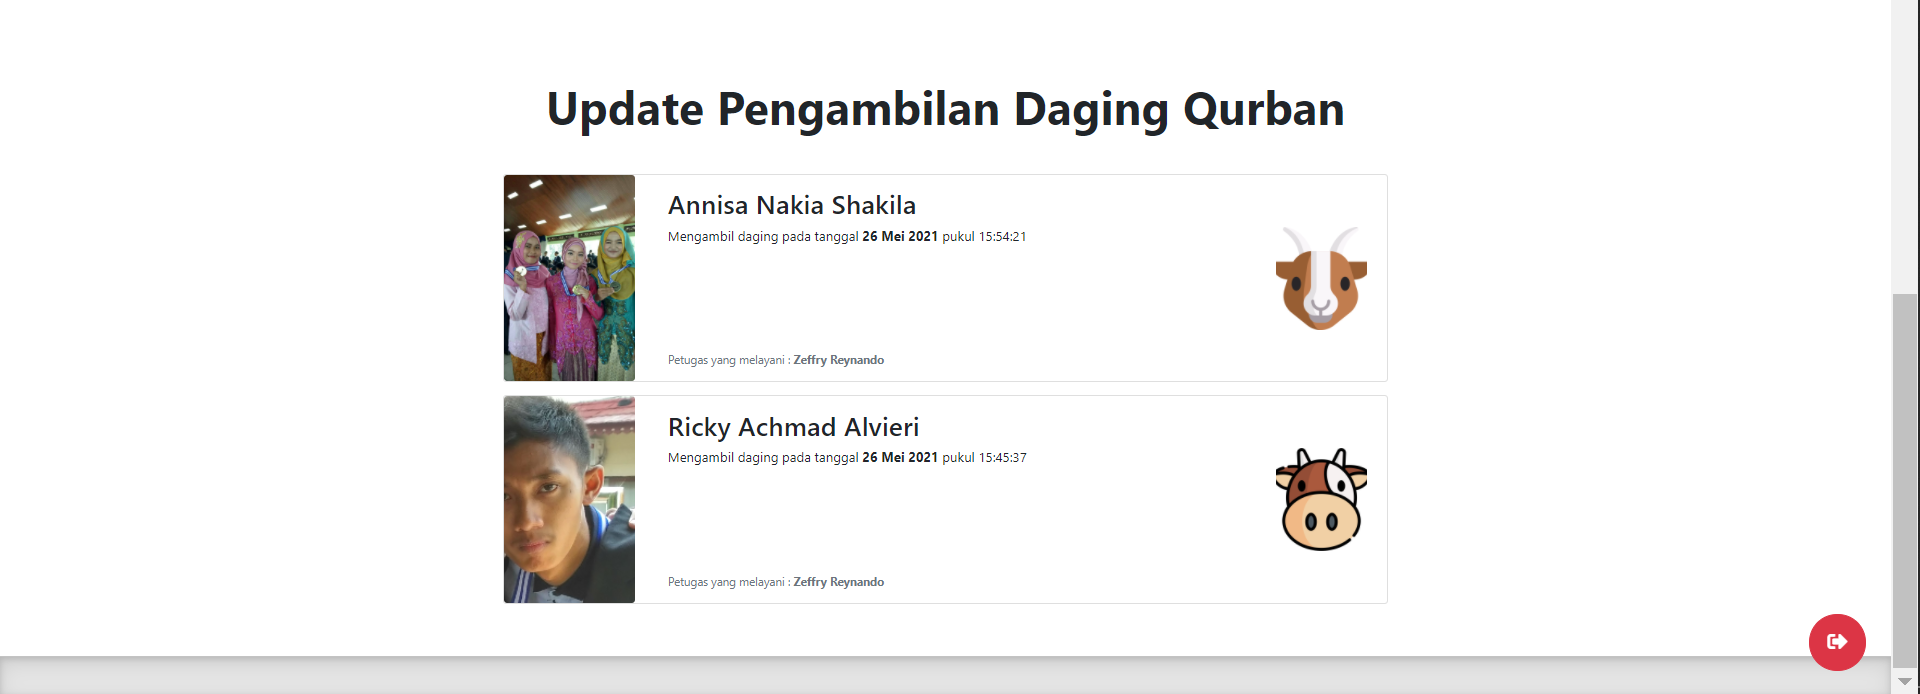 Update Pengambilan Daging Qurban
Annisa Nakia Shakila
Mengambil daging pada tanggal 26 Mei 2021 pukul 15:54:21
Petugas yang melayani : Zeffry Reynando
Ricky Achmad Alvieri
Mengambil daging pada tanggal 26 Mei 2021 pukul 15:45:37
Petugas yang melayani : Zeffry Reynando